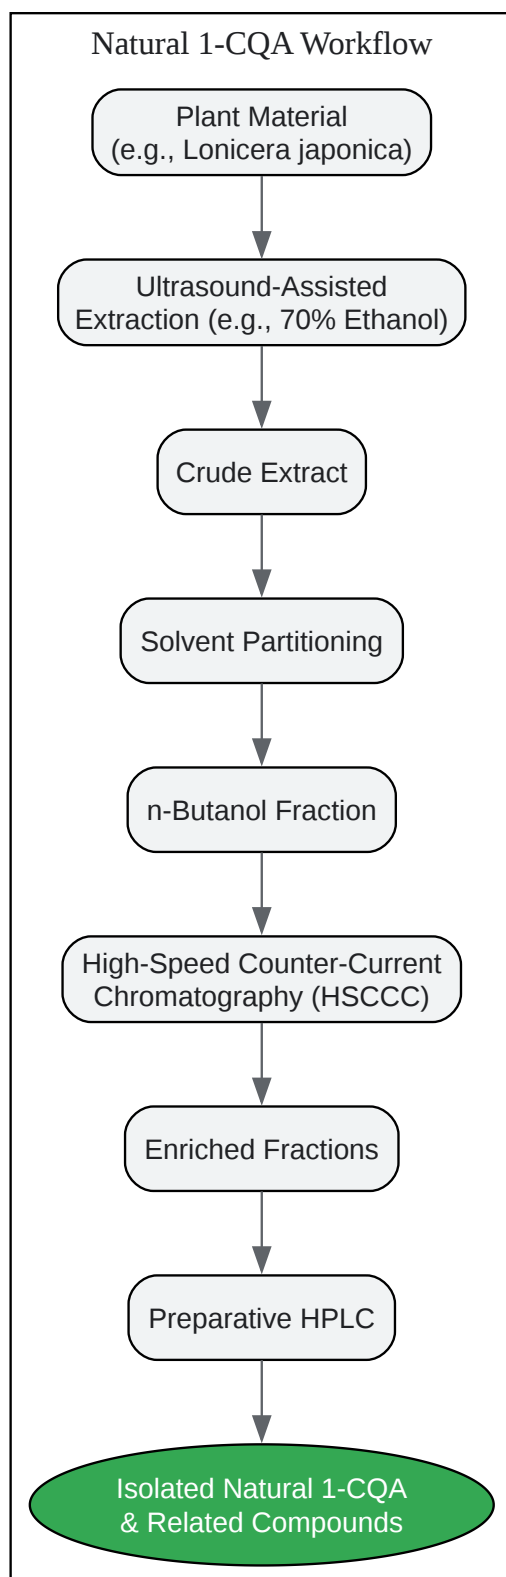 Natural 1-CQA Workflow
Plant Material
(e.g., Lonicera japonica)
Ultrasound-Assisted
Extraction (e.g., 70% Ethanol)
Crude Extract
Solvent Partitioning
n-Butanol Fraction
High-Speed Counter-Current
Chromatography (HSCCC)
Enriched Fractions
Preparative HPLC
Isolated Natural 1-CQA
& Related Compounds